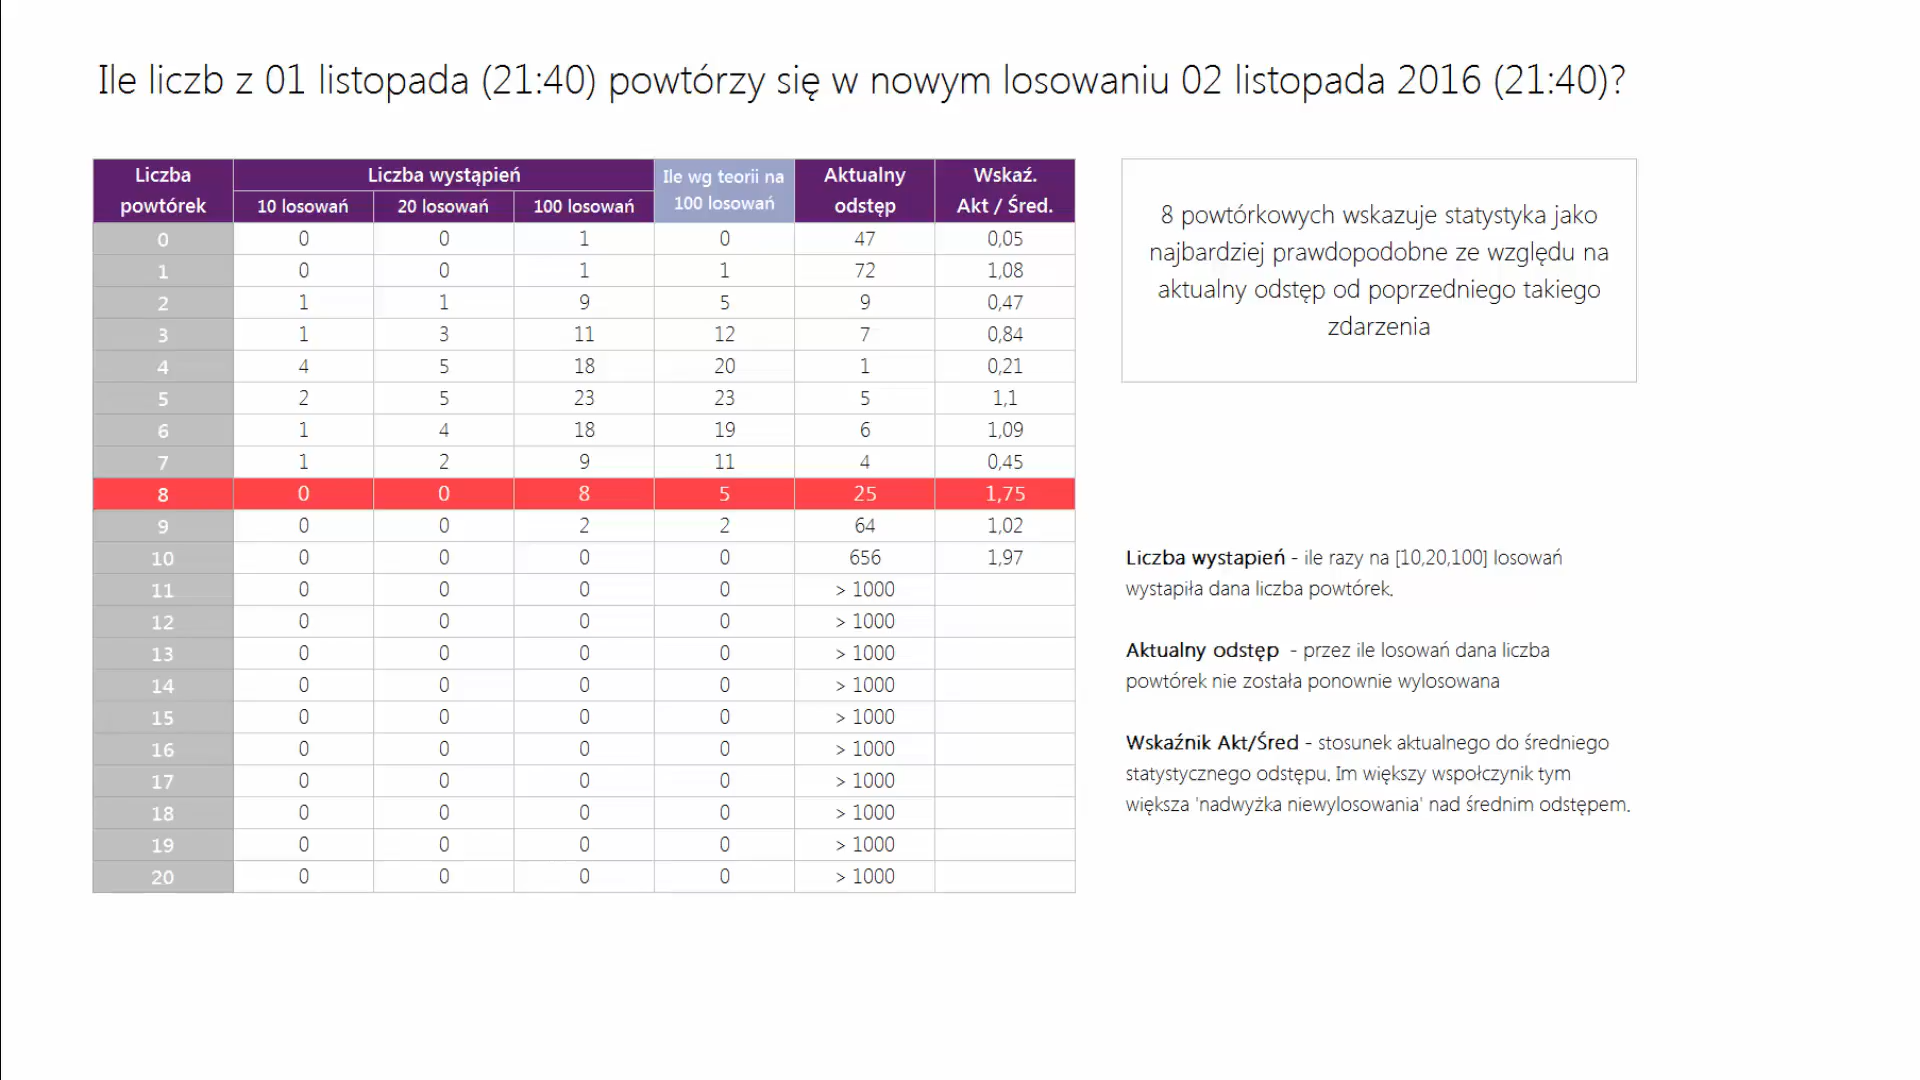 Ile liczb z 01 listopada (21:40) powtórzy się w nowym losowaniu 02 listopada 2016 (21:40)?
Liczba powtórek Liczba wystąpień Ile wg teorii na 100 losowań Aktualny odstęp Wskaź. Akt / Śred.
10 losowań 20 losowań 100 losowań
0 0 0 1 0 47 0,05
1 0 0 1 1 72 1,08
2 1 1 9 5 9 0,47
3 1 3 11 12 7 0,84
4 4 5 18 20 1 0,21
5 2 5 23 23 5 1,1
6 1 4 18 19 6 1,09
7 1 2 9 11 4 0,45
8 0 0 8 5 25 1,75
9 0 0 2 2 64 1,02
10 0 0 0 0 656 1,97
11 0 0 0 0 > 1000
12 0 0 0 0 > 1000
13 0 0 0 0 > 1000
14 0 0 0 0 > 1000
15 0 0 0 0 > 1000
16 0 0 0 0 > 1000
17 0 0 0 0 > 1000
18 0 0 0 0 > 1000
19 0 0 0 0 > 1000
20 0 0 0 0 > 1000
8 powtórkowych wskazuje statystyka jako
najbardziej prawdopodobne ze względu na
aktualny odstęp od poprzedniego takiego
zdarzenia
Liczba wystapień - ile razy na [10,20,100] losowań
wystapiła dana liczba powtórek.
Aktualny odstęp - przez ile losowań dana liczba
powtórek nie została ponownie wylosowana
Wskaźnik Akt/Śred - stosunek aktualnego do średniego
statystycznego odstępu. Im większy wspołczynik tym
większa 'nadwyżka niewylosowania' nad średnim odstępem.